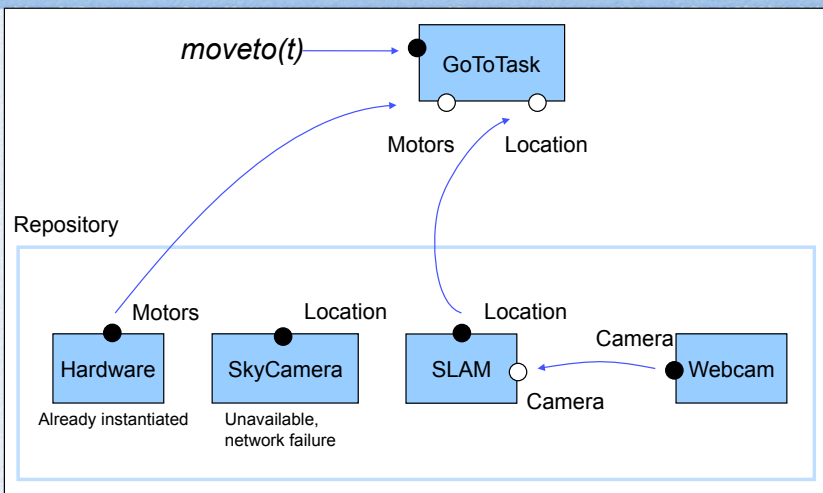 moveto(t)
GoToTask
Motors
Location
Repository
Motors
Location
Location
Camera
Hardware
SkyCamera
SLAM
Webcam
Camera
Already instantiated
Unavailable,
network failure